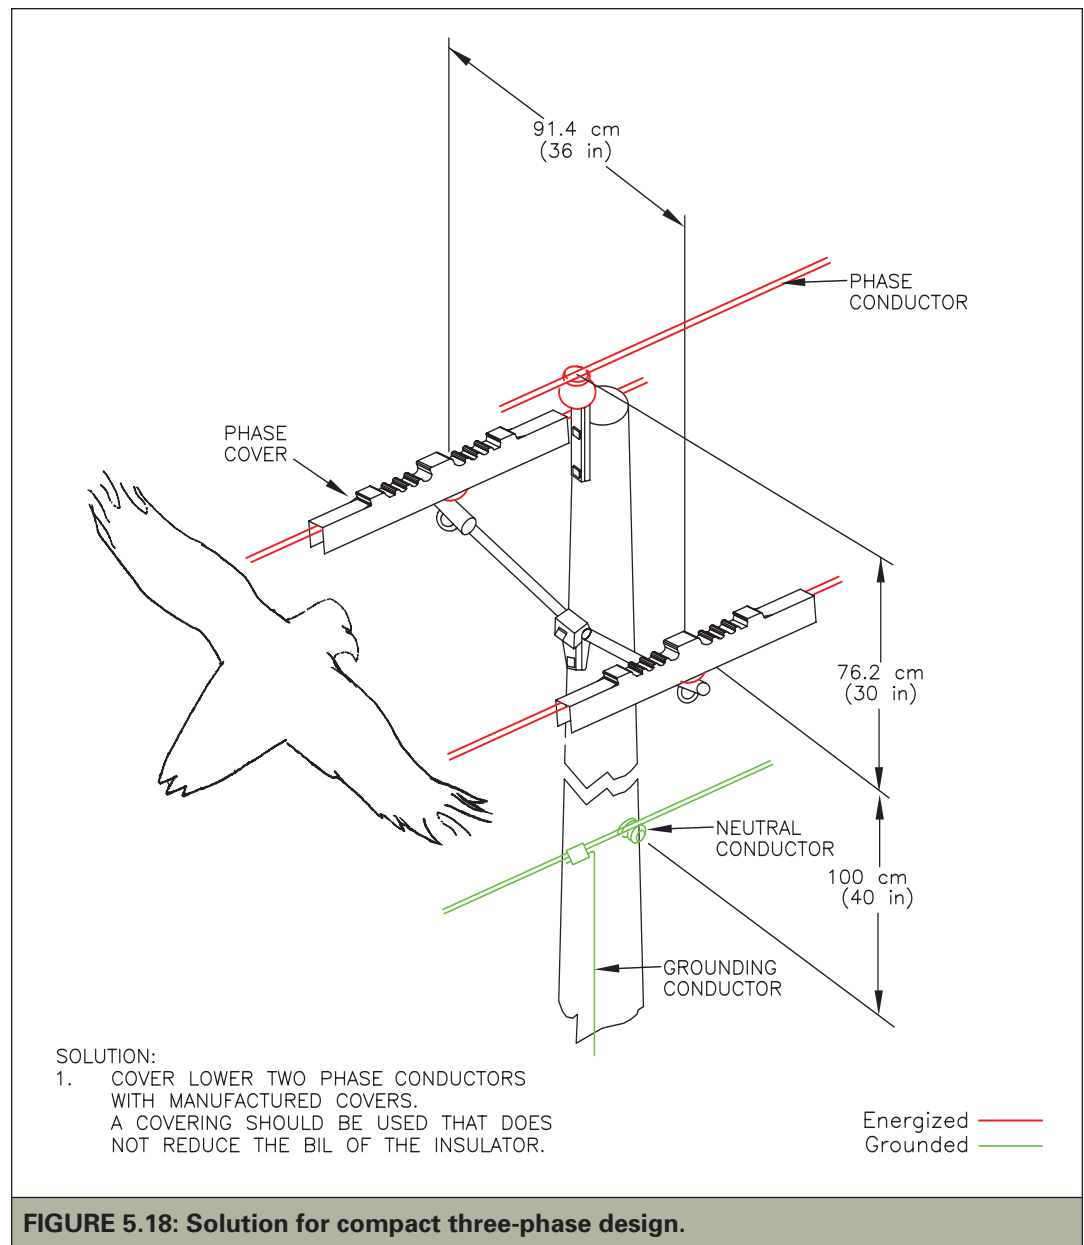 91.4 cm
(36 in)
PHASE
CONDUCTOR
PHASE
COVER
76.2 cm
(30 in)
NEUTRAL
CONDUCTOR
100 cm
(40 in)
GROUNDING
CONDUCTOR
SOLUTION:
1. COVER LOWER TWO PHASE CONDUCTORS
WITH MANUFACTURED COVERS.
A COVERING SHOULD BE USED THAT DOES
NOT REDUCE THE BIL OF THE INSULATOR.
Energized
Grounded
FIGURE 5.18: Solution for compact three-phase design.